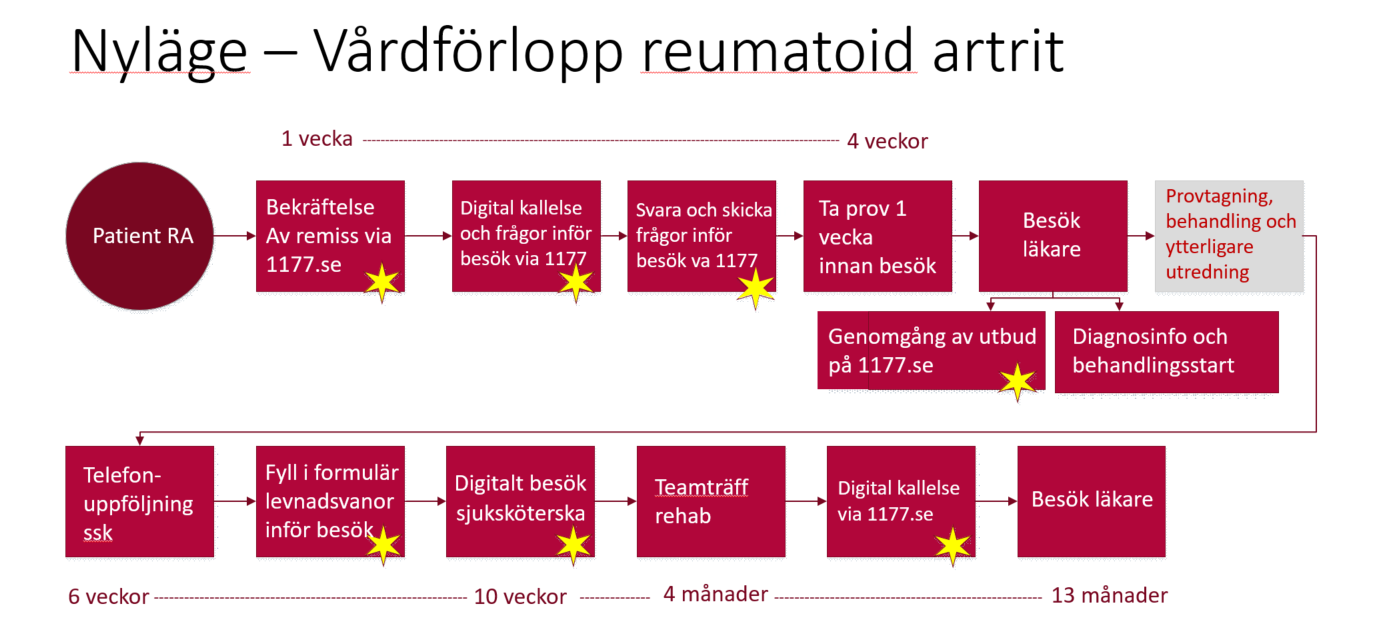 Nyläge – Vårdförlopp reumatoid artrit
1 vecka
4 veckor
Patient RA
Bekräftelse
Av remiss via
1177.se
Digital kallelse
och frågor inför
besök via 1177
Svara och skicka
frågor inför
besök va 1177
Ta prov 1
vecka
innan besök
Besök
läkare
Provtagning,
behandling och
ytterligare
utredning
Genomgång av utbud
på 1177.se
Diagnosinfo och
behandlingsstart
Telefon-
uppföljning
ssk
Fyll i formulär
levnadsvanor
inför besök
Digitalt besök
sjuksköterska
Teamträff
rehab
Digital kallelse
via 1177.se
Besök läkare
6 veckor
10 veckor
4 månader
13 månader